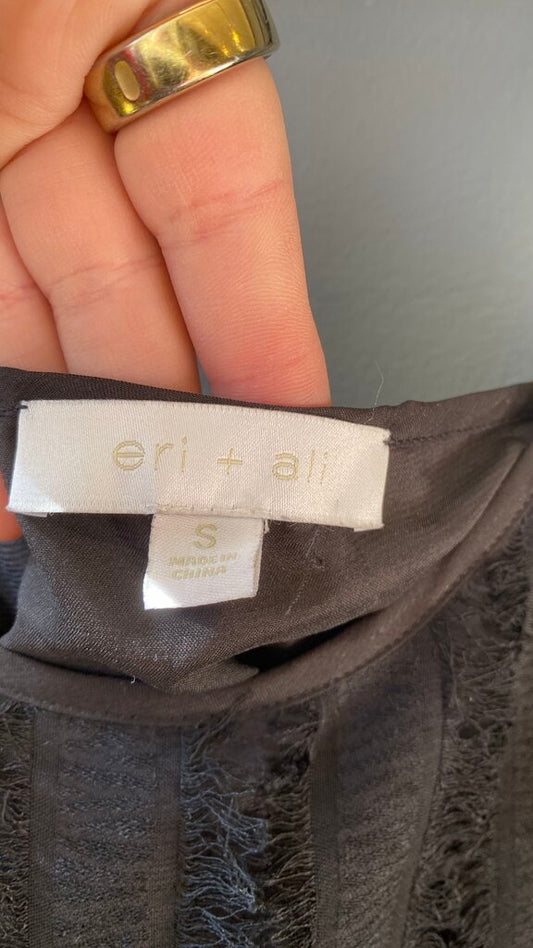 eri + ali
S
MADE IN
CHINA